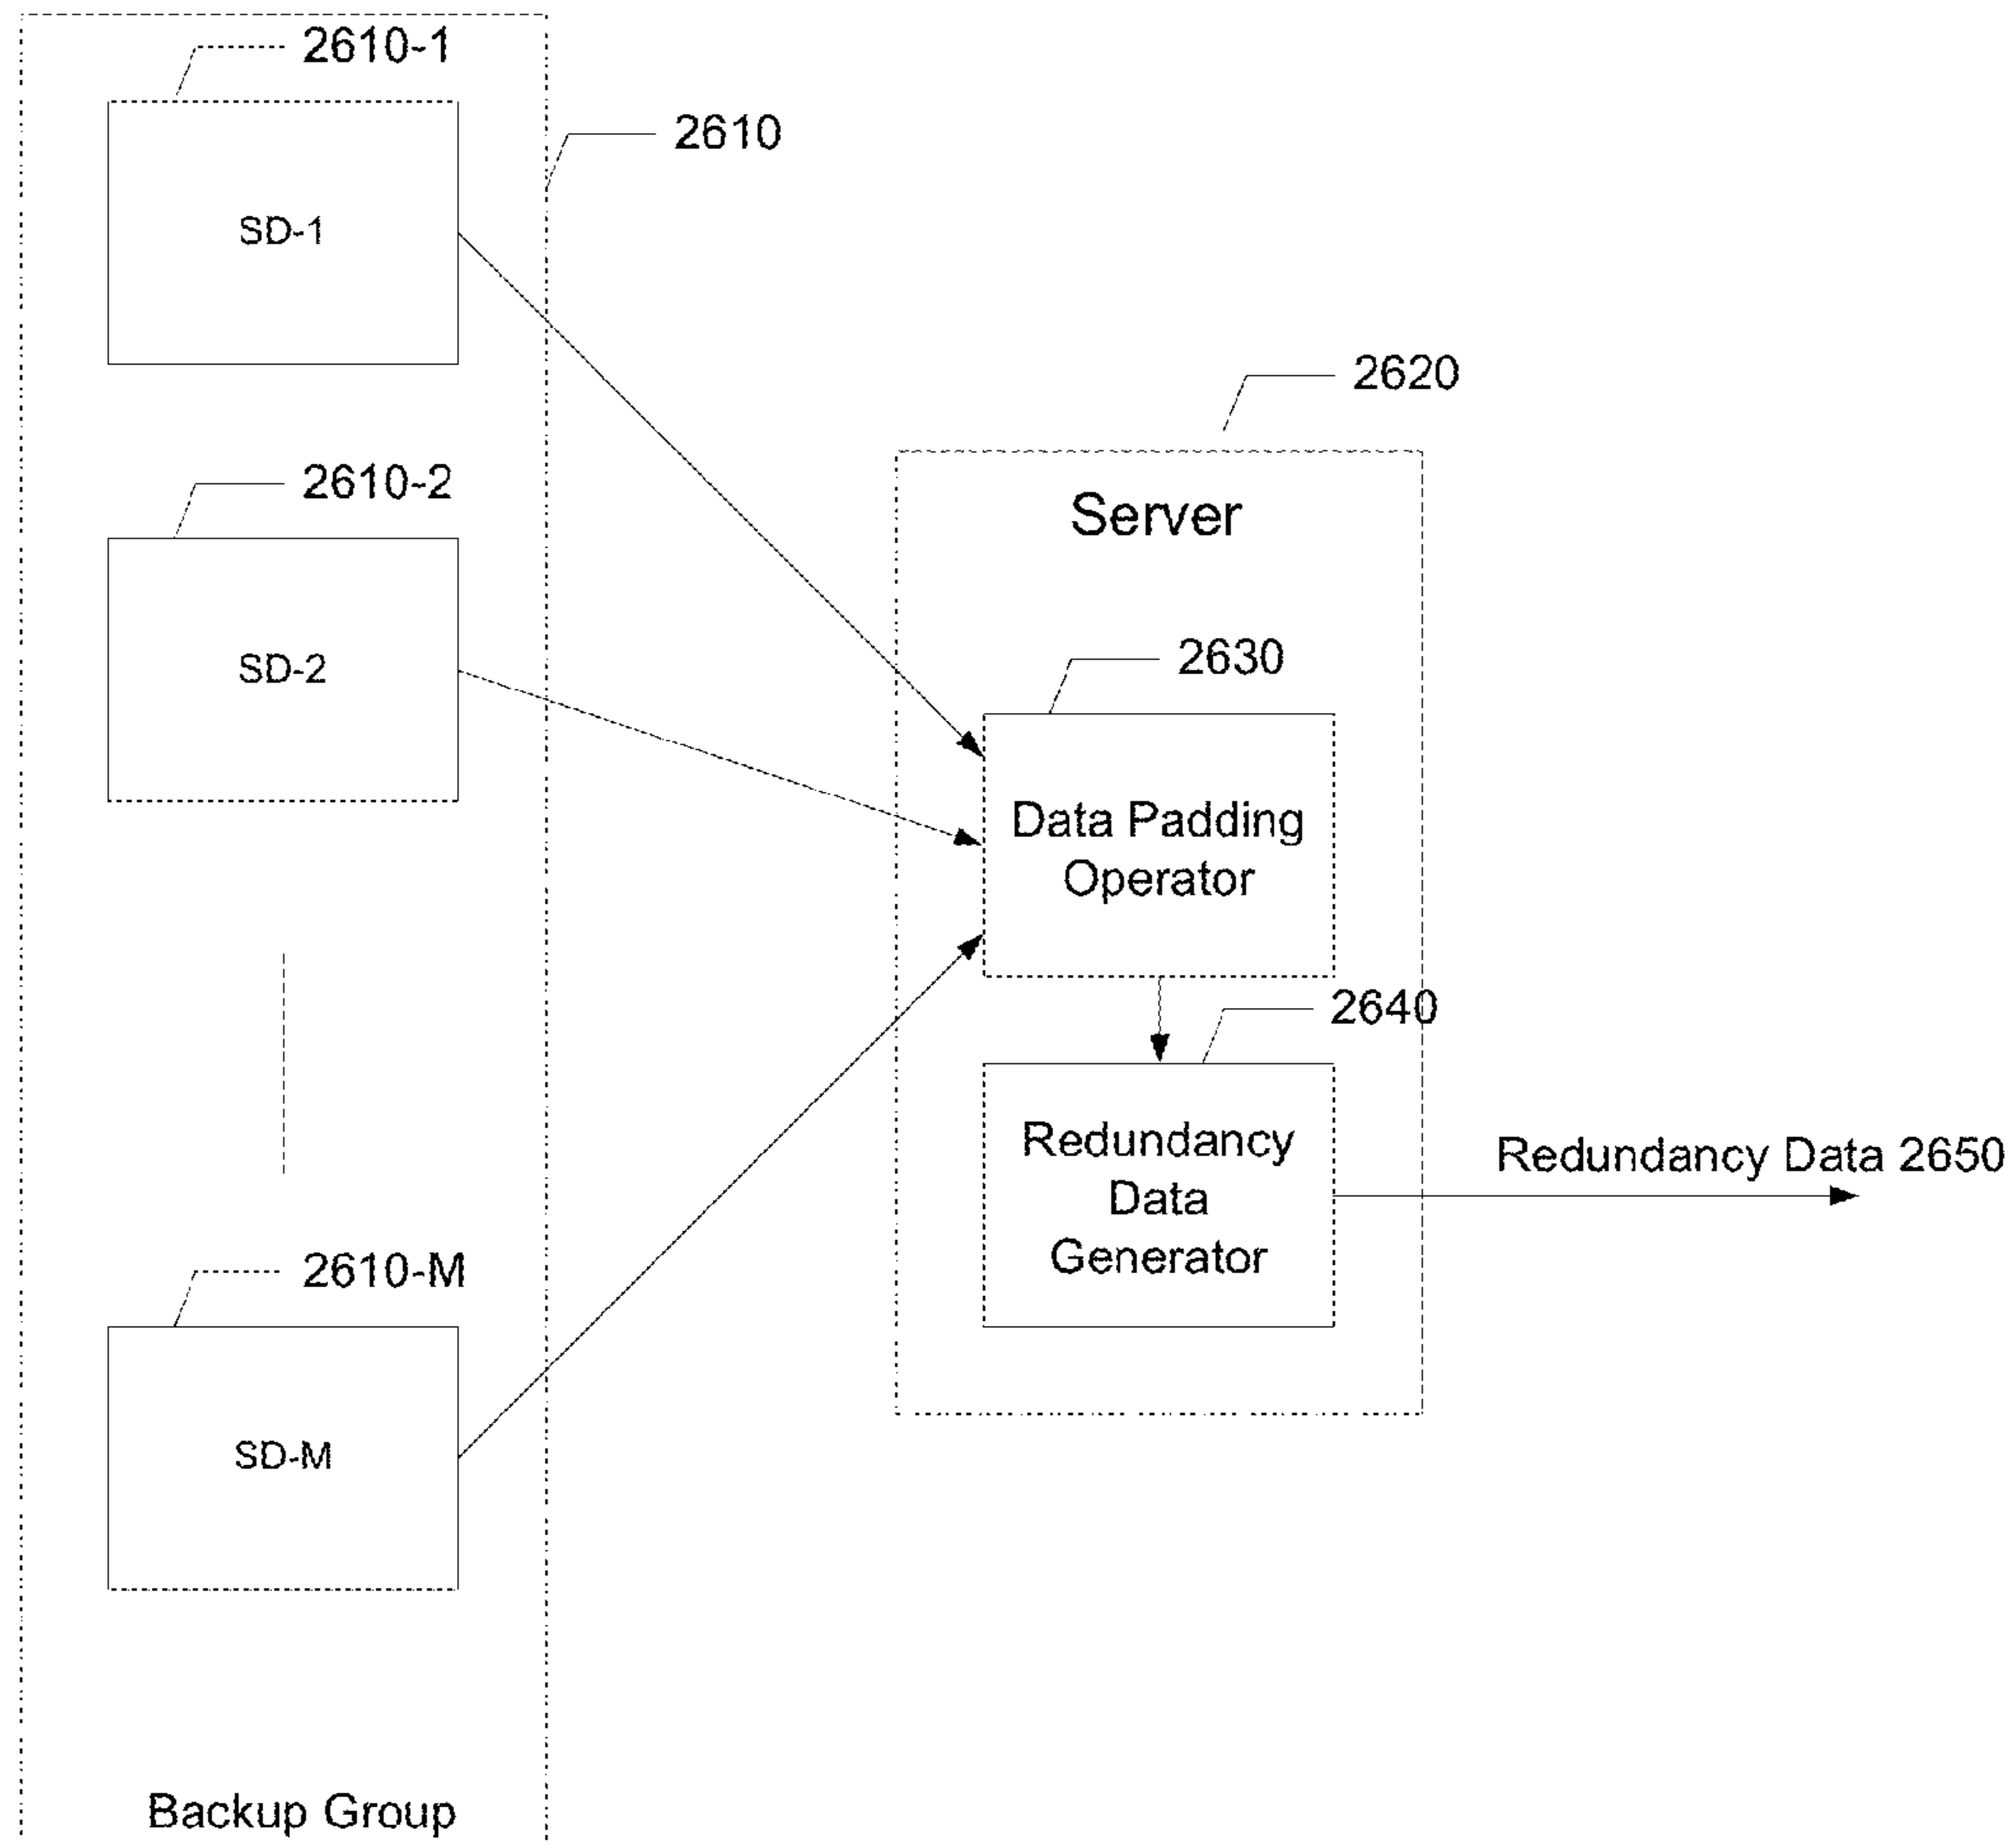 2610-1
2610
SD-1
2620
2610-2
Server
SD-2
2630
Data Padding
Operator
2640
Redundancy
Data
Generator
Redundancy Data 2650
2610-M
SD-M
Backup Group